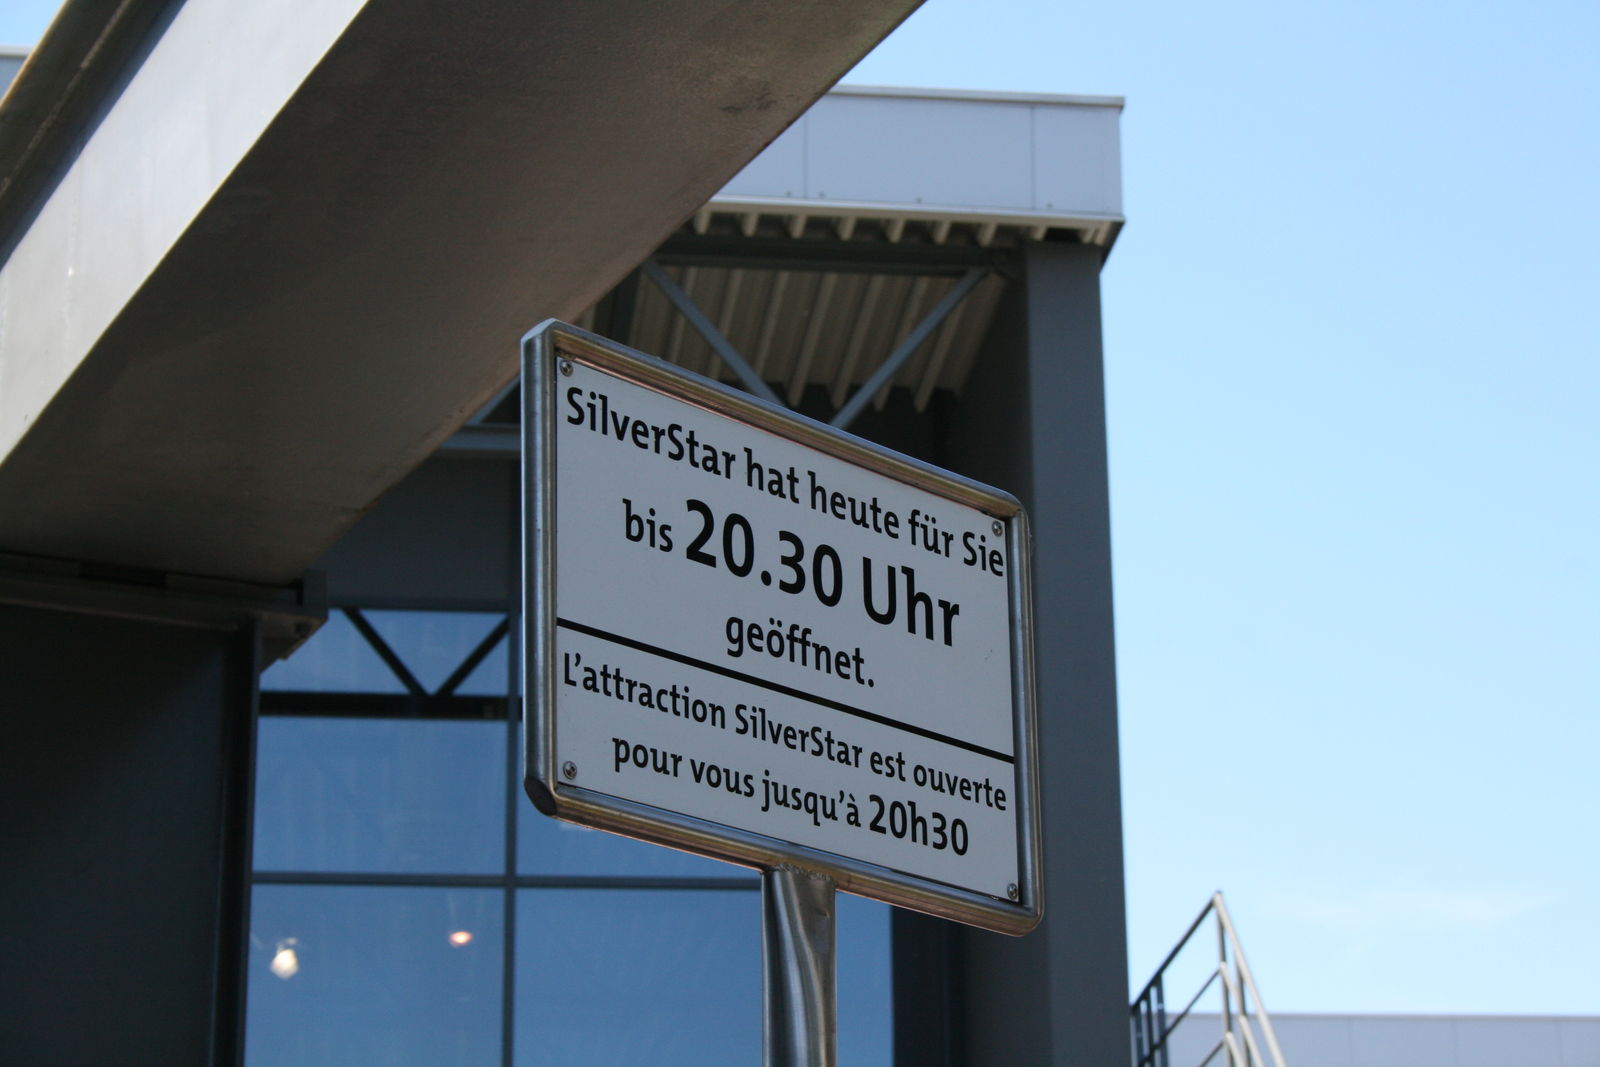 SilverStar hat heute für Sie
bis 20.30 Uhr
geöffnet.
L'attraction SilverStar est ouverte
pour vous jusqu'à 20h30